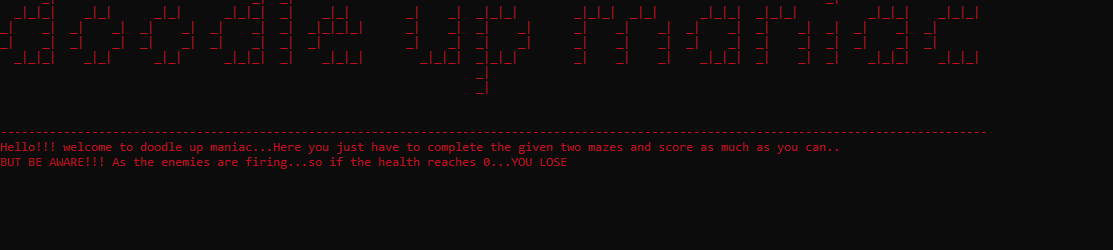 doodle up maniac
------------------------------------------------------------------------------------------------------------------------------------------
Hello!!! welcome to doodle up maniac...Here you just have to complete the given two mazes and score as much as you can..
BUT BE AWARE!!! As the enemies are firing...so if the health reaches 0...YOU LOSE